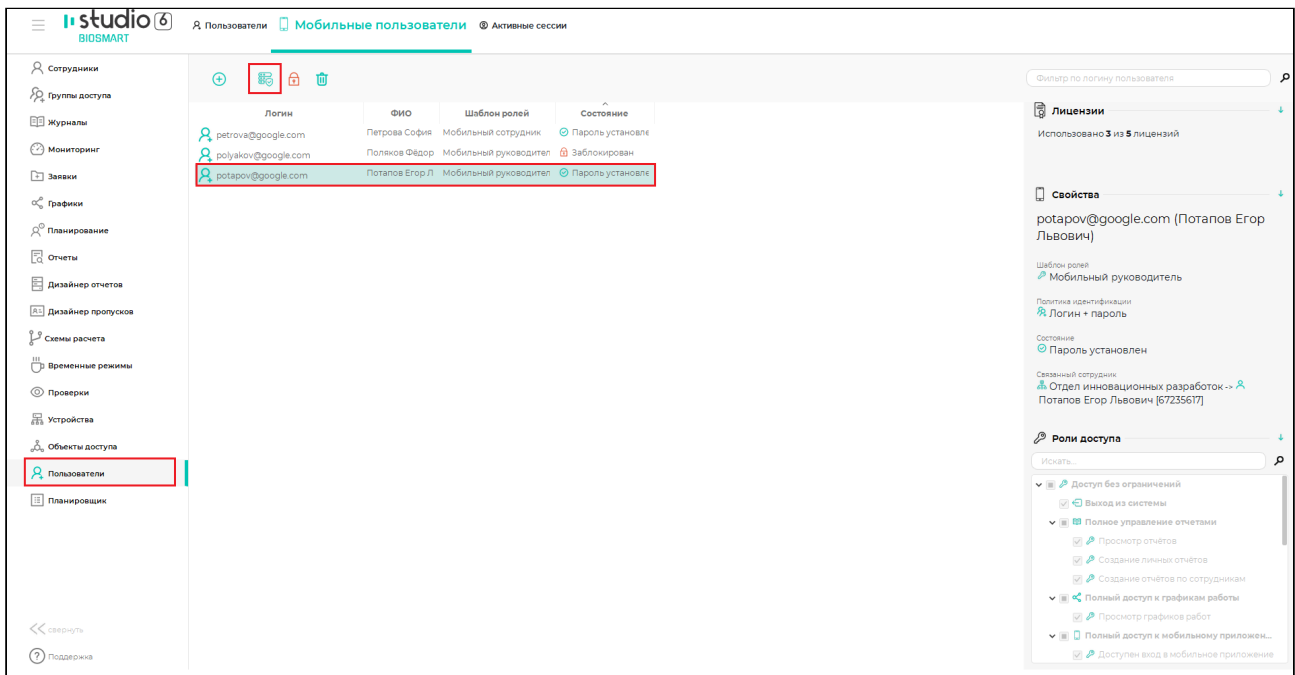 studio 6
BIOSMART
Пользователи
Мобильные пользователи
Активные сессии
Сотрудники
Группы доступа
Журналы
Мониторинг
Заявки
Графики
Планирование
Отчеты
Дизайнер отчетов
Дизайнер пропусков
Схемы расчета
Временные режимы
Проверки
Устройства
Объекты доступа
Пользователи
Планировщик
свернуть
Поддержка
Фильтр по логину пользователя
Логин ФИО Шаблон ролей Состояние
petrova@google.com Петрова София Мобильный сотрудник Пароль установле
polyakov@google.com Поляков Фёдор Мобильный руководител Заблокирован
potapov@google.com Потапов Егор Л Мобильный руководител Пароль установле
Лицензии
Использовано 3 из 5 лицензий
Свойства
potapov@google.com (Потапов Егор
Львович)
Шаблон ролей
Мобильный руководитель
Политика идентификации
Логин + пароль
Состояние
Пароль установлен
Связанный сотрудник
Отдел инновационных разработок ->
Потапов Егор Львович [67235617]
Роли доступа
Искать...
Доступ без ограничений
Выход из системы
Полное управление отчетами
Просмотр отчётов
Создание личных отчётов
Создание отчётов по сотрудникам
Полный доступ к графикам работы
Просмотр графиков работ
Полный доступ к мобильному приложен...
Доступен вход в мобильное приложение